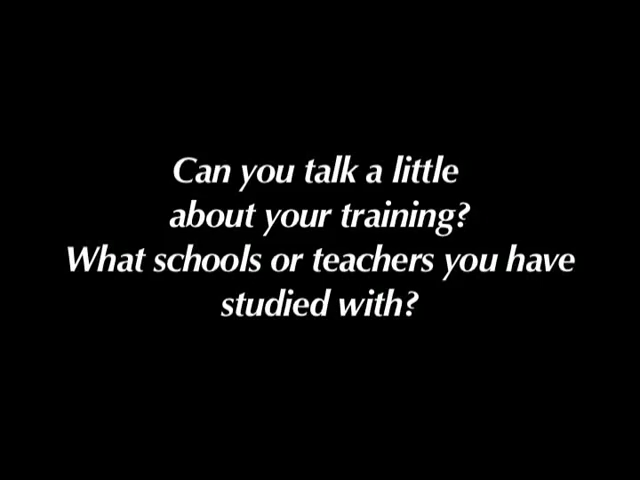 Can you talk a little
about your training?
What schools or teachers you have
studied with?